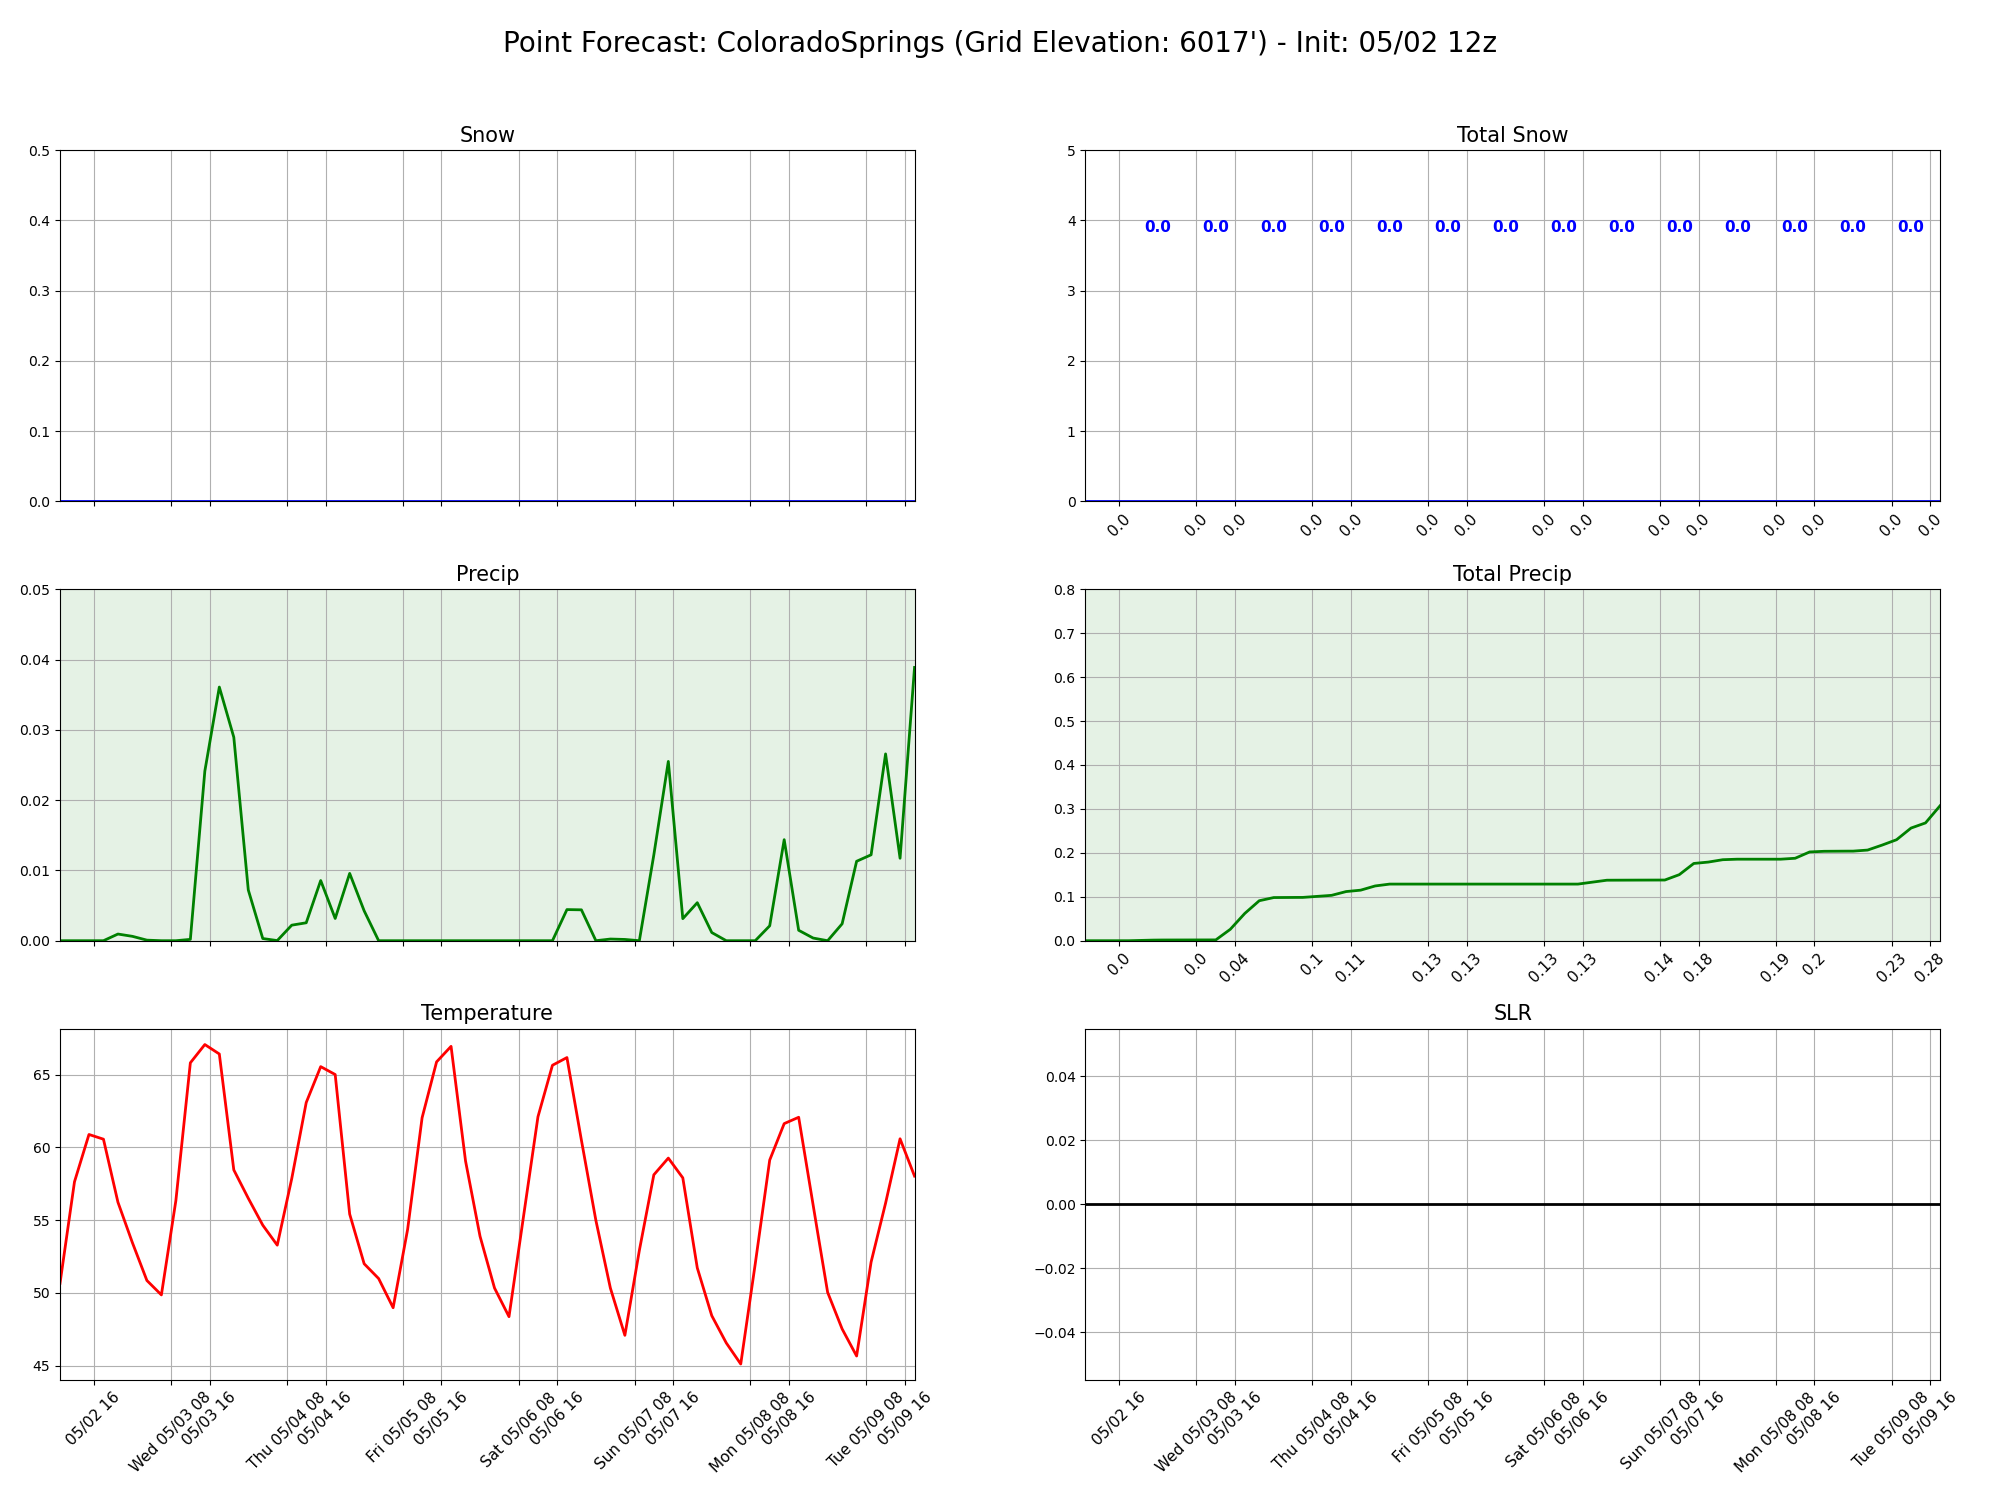 Point Forecast: ColoradoSprings (Grid Elevation: 6017') - Init: 05/02 12z
Snow
0.5
0.4
0.3
0.2
0.1
0.0
Total Snow
5
4
3
2
1
0
0.0 0.0 0.0 0.0 0.0 0.0 0.0 0.0 0.0 0.0 0.0 0.0 0.0 0.0
0.0 0.0 0.0 0.0 0.0 0.0 0.0 0.0 0.0 0.0 0.0 0.0 0.0 0.0 0.0
Precip
0.05
0.04
0.03
0.02
0.01
0.00
Total Precip
0.8
0.7
0.6
0.5
0.4
0.3
0.2
0.1
0.0
0.0 0.0 0.04 0.1 0.11 0.13 0.13 0.13 0.13 0.14 0.18 0.19 0.2 0.23 0.28
Temperature
65
60
55
50
45
05/02 16
Wed 05/03 08
05/03 16
Thu 05/04 08
05/04 16
Fri 05/05 08
05/05 16
Sat 05/06 08
05/06 16
Sun 05/07 08
05/07 16
Mon 05/08 08
05/08 16
Tue 05/09 08
05/09 16
SLR
0.04
0.02
0.00
−0.02
−0.04
05/02 16
Wed 05/03 08
05/03 16
Thu 05/04 08
05/04 16
Fri 05/05 08
05/05 16
Sat 05/06 08
05/06 16
Sun 05/07 08
05/07 16
Mon 05/08 08
05/08 16
Tue 05/09 08
05/09 16